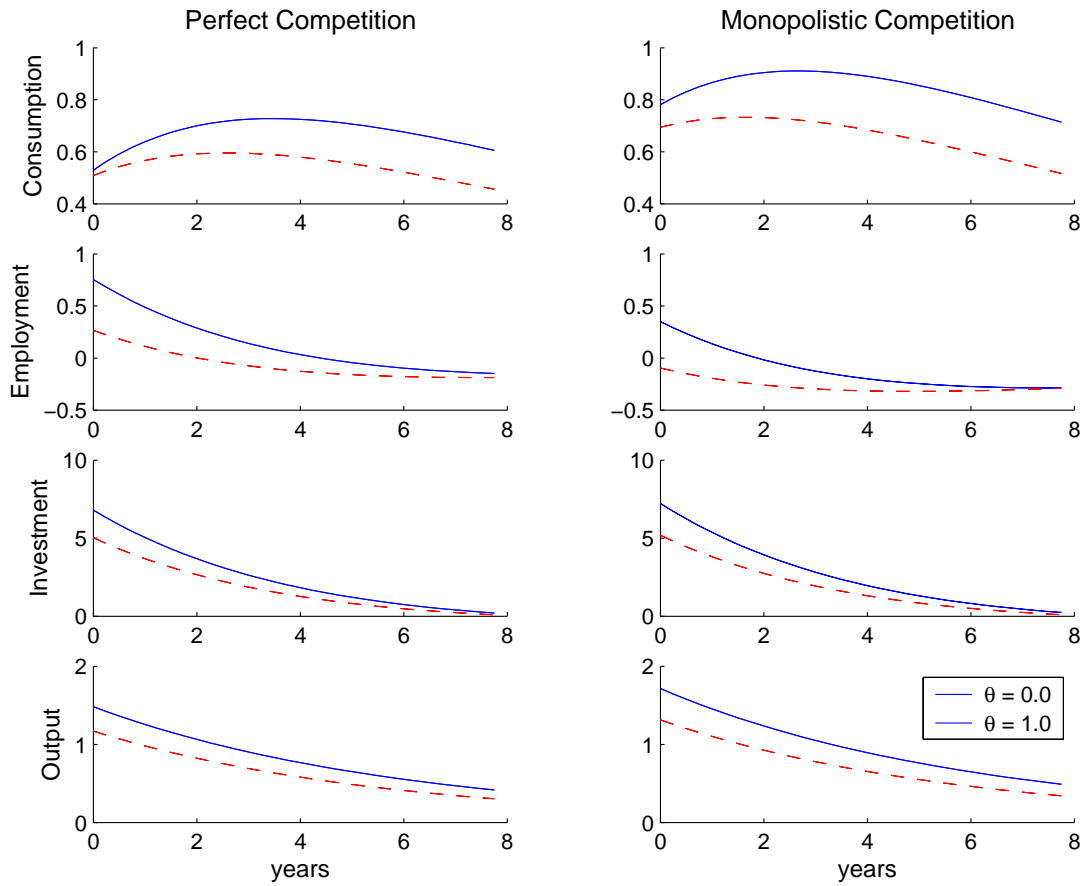 Perfect Competition
Monopolistic Competition
Consumption
1
0.8
0.6
0.4
0 2 4 6 8
1
0.8
0.6
0.4
0 2 4 6 8
Employment
1
0.5
0
−0.5
0 2 4 6 8
1
0.5
0
−0.5
0 2 4 6 8
Investment
10
5
0
0 2 4 6 8
10
5
0
0 2 4 6 8
Output
2
1
0
0 2 4 6 8
years
2
1
0
0 2 4 6 8
years
θ = 0.0
θ = 1.0